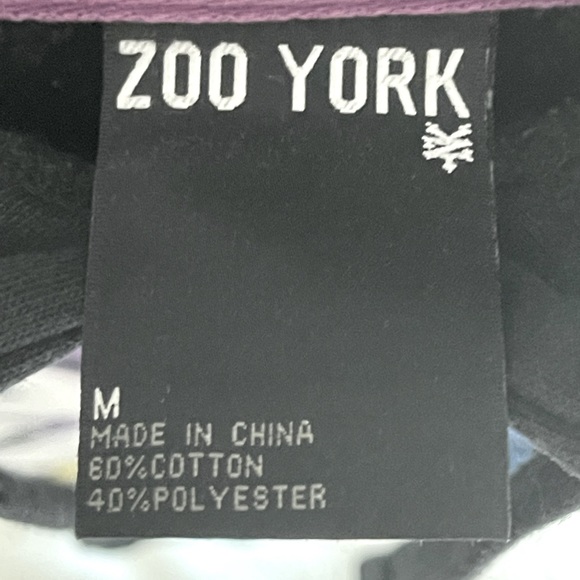 ZOO YORK
M
MADE IN CHINA
60%COTTON
40%POLYESTER